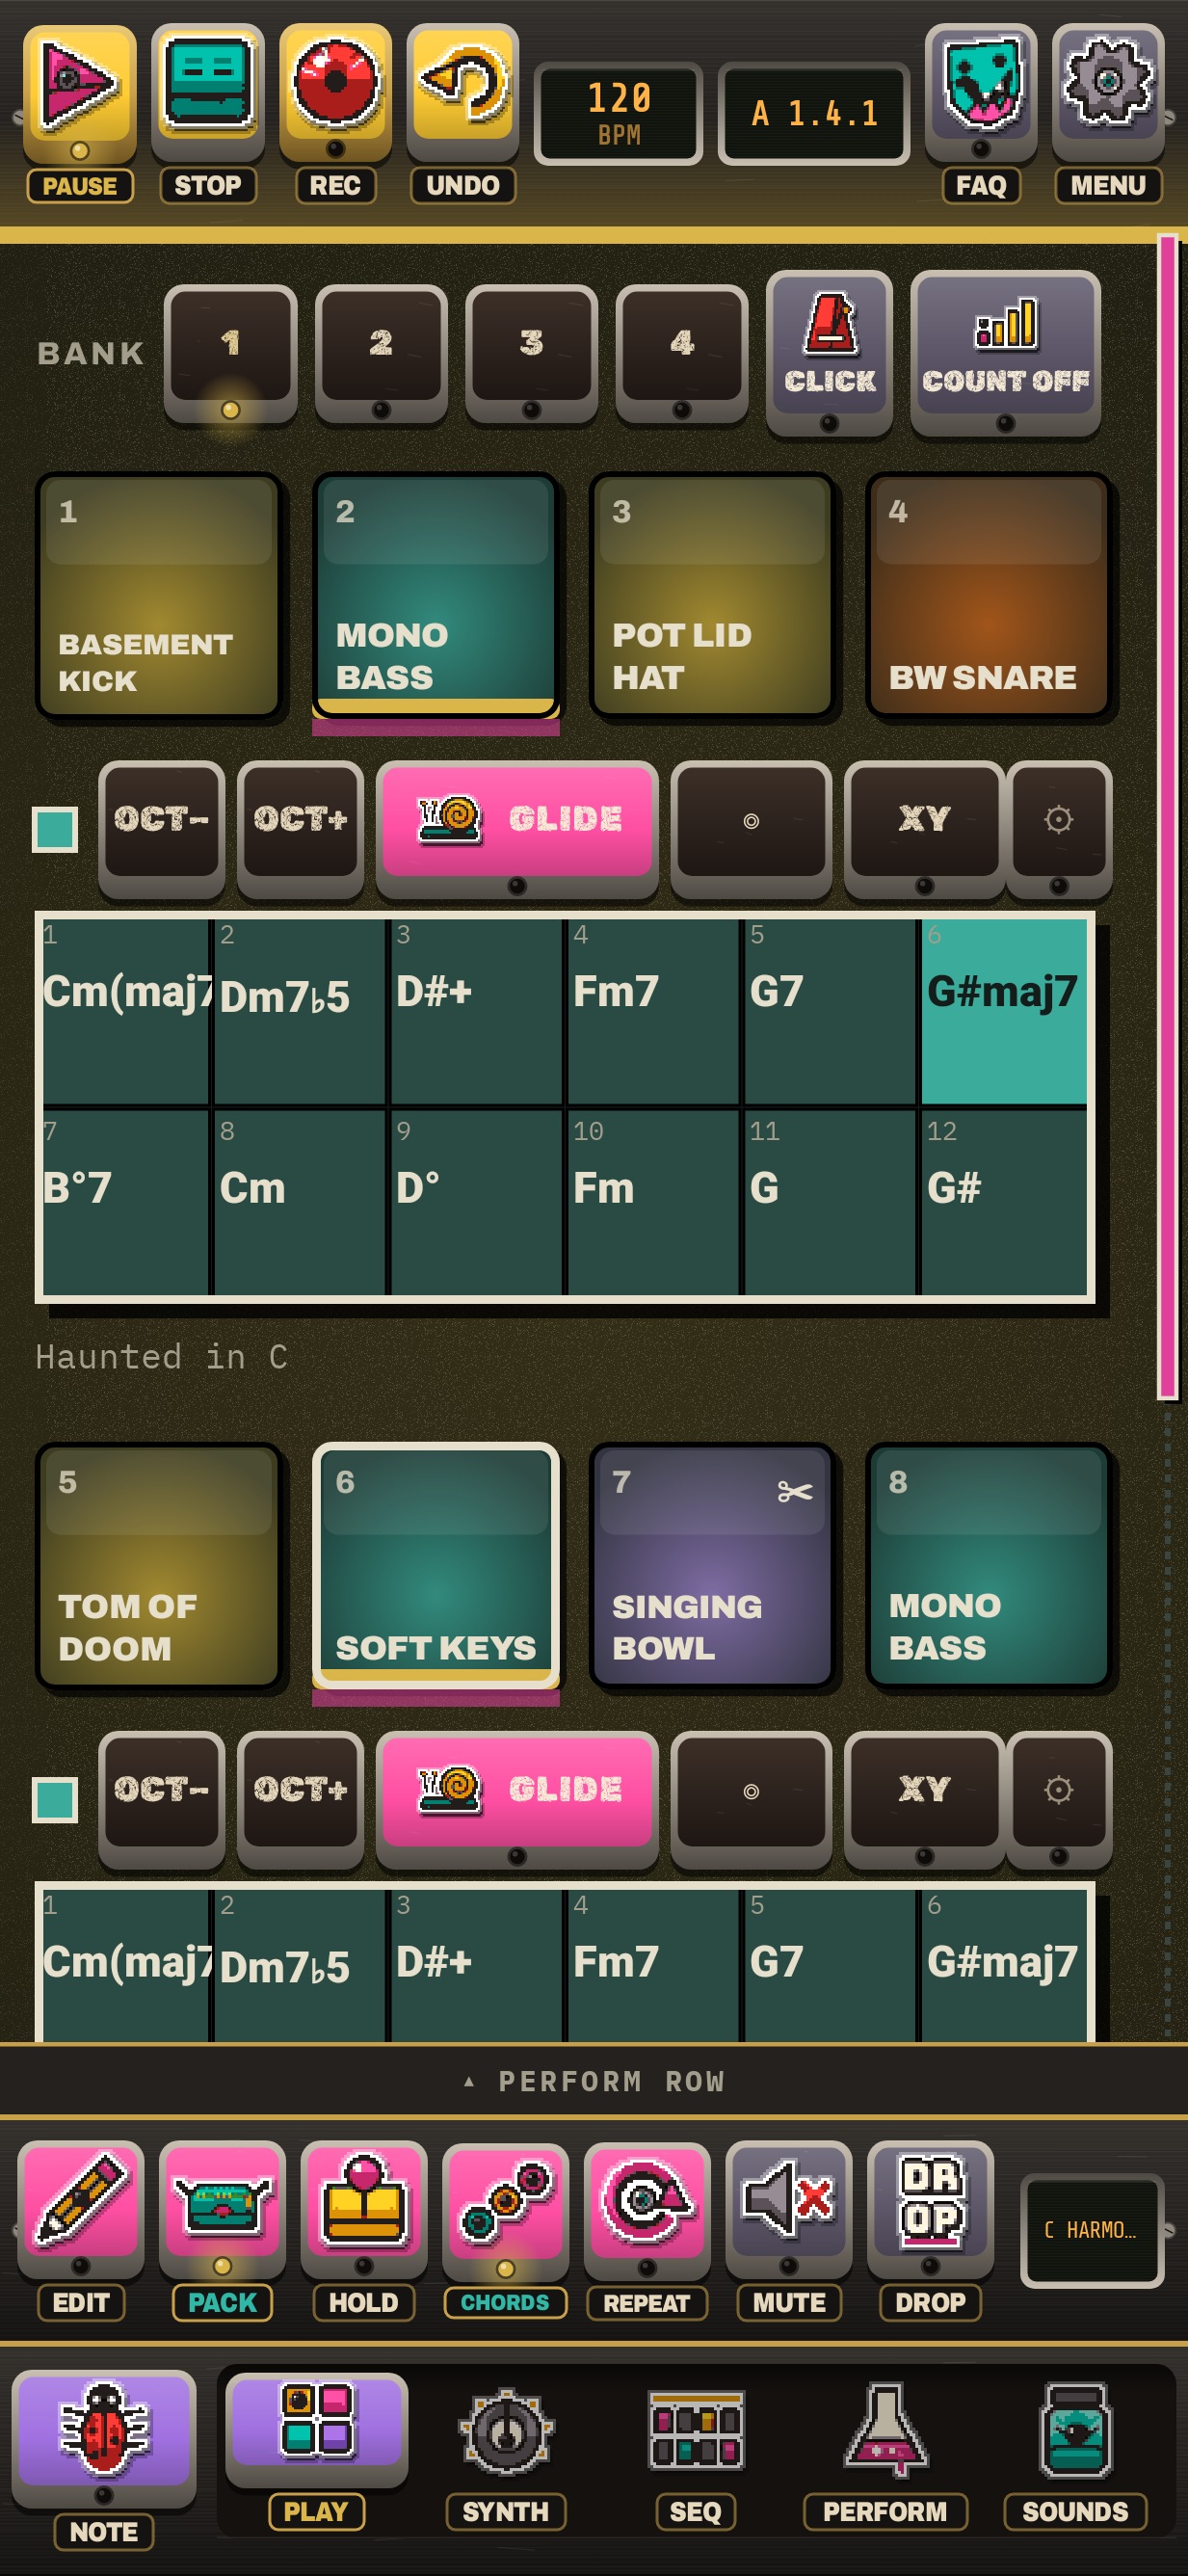 120
BPM
A 1.4.1
PAUSE STOP REC UNDO FAQ MENU
BANK 1 2 3 4 CLICK COUNT OFF
1 2 3 4
BASEMENT KICK
MONO BASS
POT LID HAT
BW SNARE
OCT- OCT+ GLIDE XY
1 2 3 4 5 6
Cm(maj7 Dm7♭5 D#+ Fm7 G7 G#maj7
7 8 9 10 11 12
B°7 Cm D° Fm G G#
Haunted in C
5 6 7 8
TOM OF DOOM
SOFT KEYS
SINGING BOWL
MONO BASS
OCT- OCT+ GLIDE XY
1 2 3 4 5 6
Cm(maj7 Dm7♭5 D#+ Fm7 G7 G#maj7
▲ PERFORM ROW
DROP
C HARMO…
EDIT PACK HOLD CHORDS REPEAT MUTE DROP
NOTE PLAY SYNTH SEQ PERFORM SOUNDS